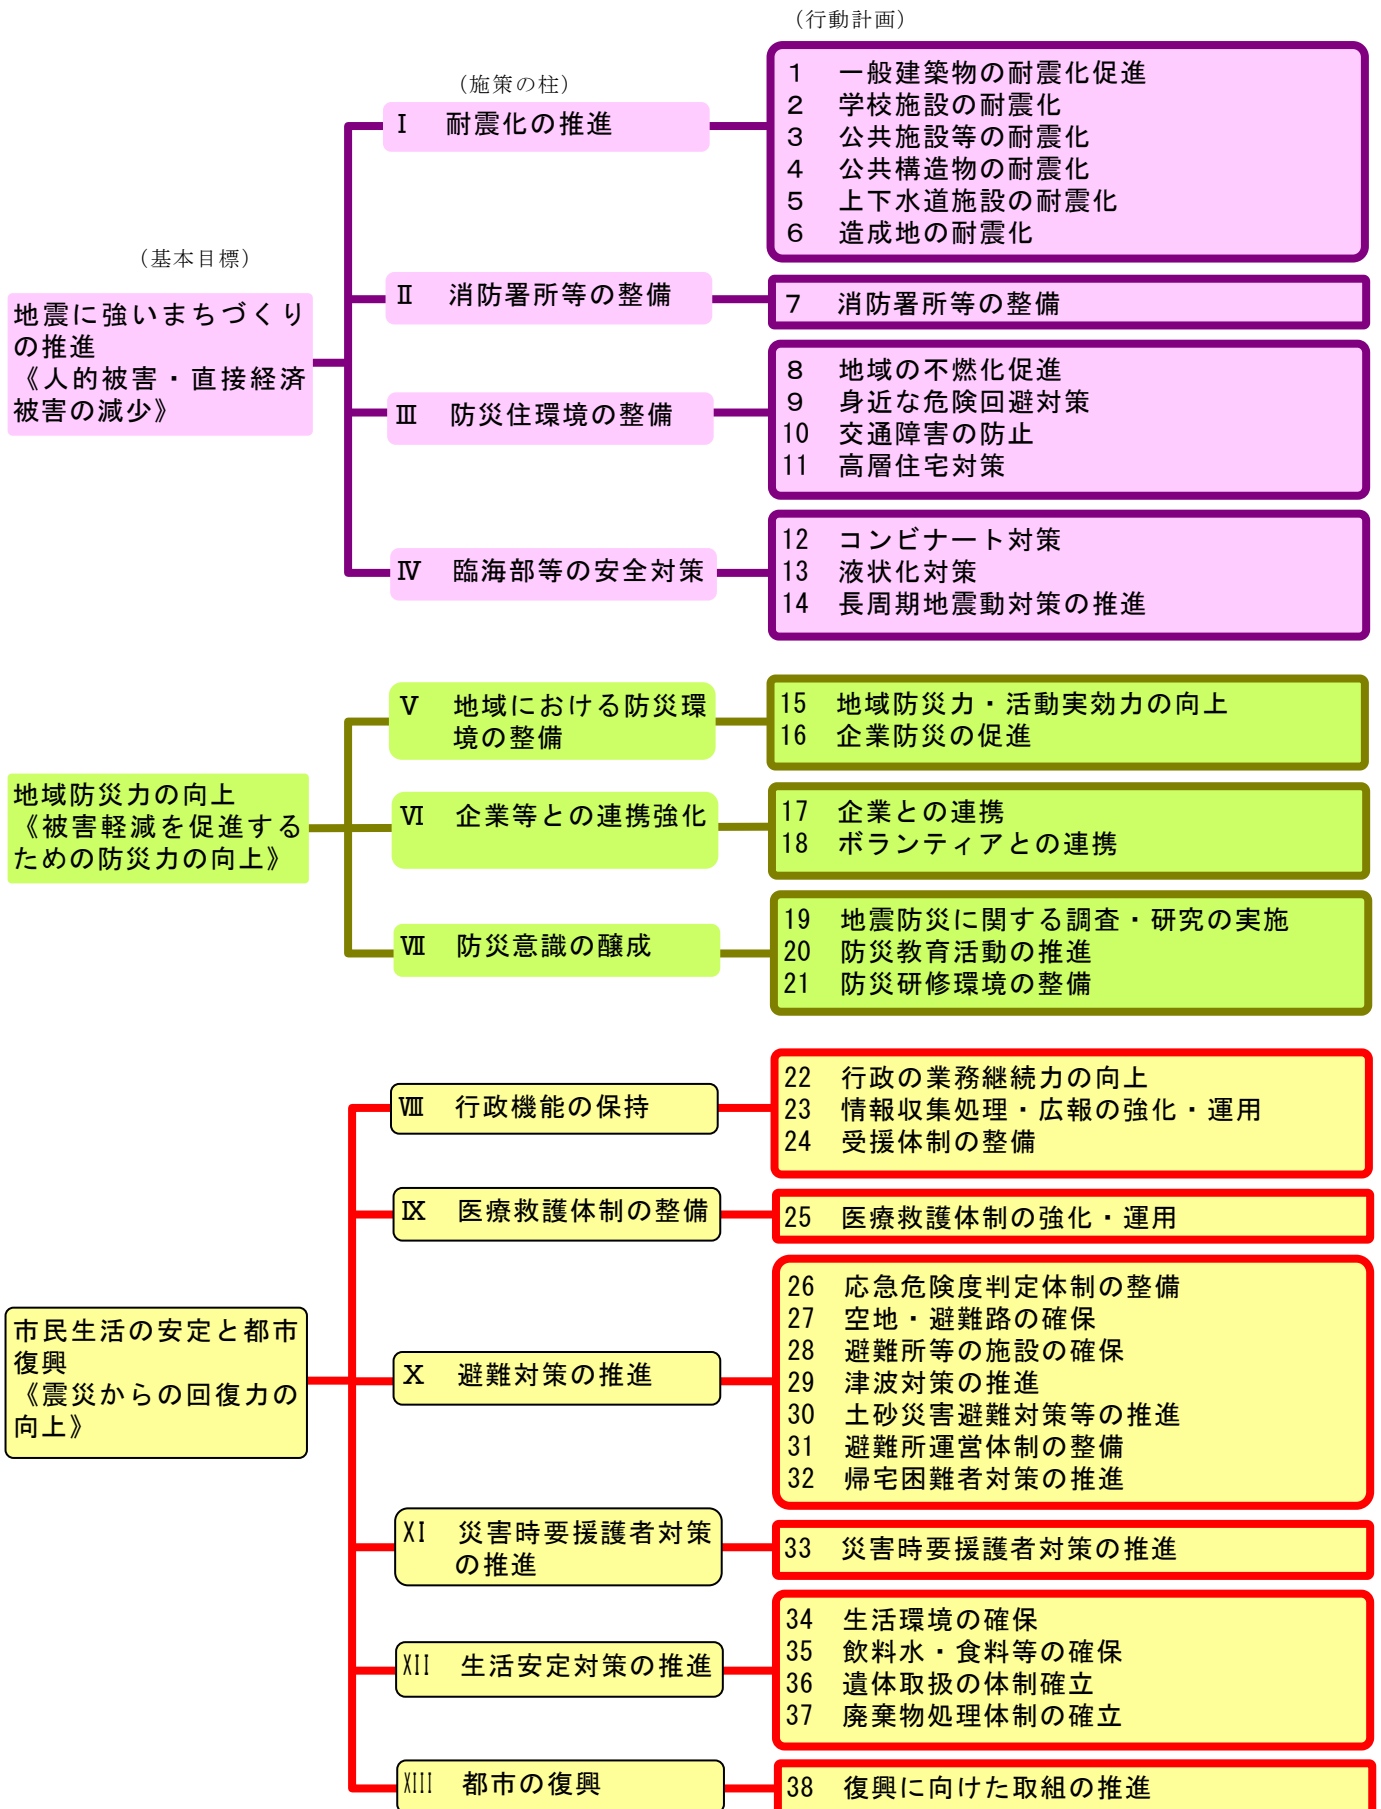 （行動計画）
（施策の柱）
（基本目標）
地震に強いまちづくり
の推進
《人的被害・直接経済
被害の減少》
Ⅰ　耐震化の推進
1　一般建築物の耐震化促進
2　学校施設の耐震化
3　公共施設等の耐震化
4　公共構造物の耐震化
5　上下水道施設の耐震化
6　造成地の耐震化
Ⅱ　消防署所等の整備
7　消防署所等の整備
Ⅲ　防災住環境の整備
8　地域の不燃化促進
9　身近な危険回避対策
10　交通障害の防止
11　高層住宅対策
Ⅳ　臨海部等の安全対策
12　コンビナート対策
13　液状化対策
14　長周期地震動対策の推進
地域防災力の向上
《被害軽減を促進する
ための防災力の向上》
Ⅴ　地域における防災環
境の整備
15　地域防災力・活動実効力の向上
16　企業防災の促進
Ⅵ　企業等との連携強化
17　企業との連携
18　ボランティアとの連携
Ⅶ　防災意識の醸成
19　地震防災に関する調査・研究の実施
20　防災教育活動の推進
21　防災研修環境の整備
市民生活の安定と都市
復興
《震災からの回復力の
向上》
Ⅷ　行政機能の保持
22　行政の業務継続力の向上
23　情報収集処理・広報の強化・運用
24　受援体制の整備
Ⅸ　医療救護体制の整備
25　医療救護体制の強化・運用
Ⅹ　避難対策の推進
26　応急危険度判定体制の整備
27　空地・避難路の確保
28　避難所等の施設の確保
29　津波対策の推進
30　土砂災害避難対策等の推進
31　避難所運営体制の整備
32　帰宅困難者対策の推進
XI　災害時要援護者対策
の推進
33　災害時要援護者対策の推進
XII　生活安定対策の推進
34　生活環境の確保
35　飲料水・食料等の確保
36　遺体取扱の体制確立
37　廃棄物処理体制の確立
XIII　都市の復興
38　復興に向けた取組の推進